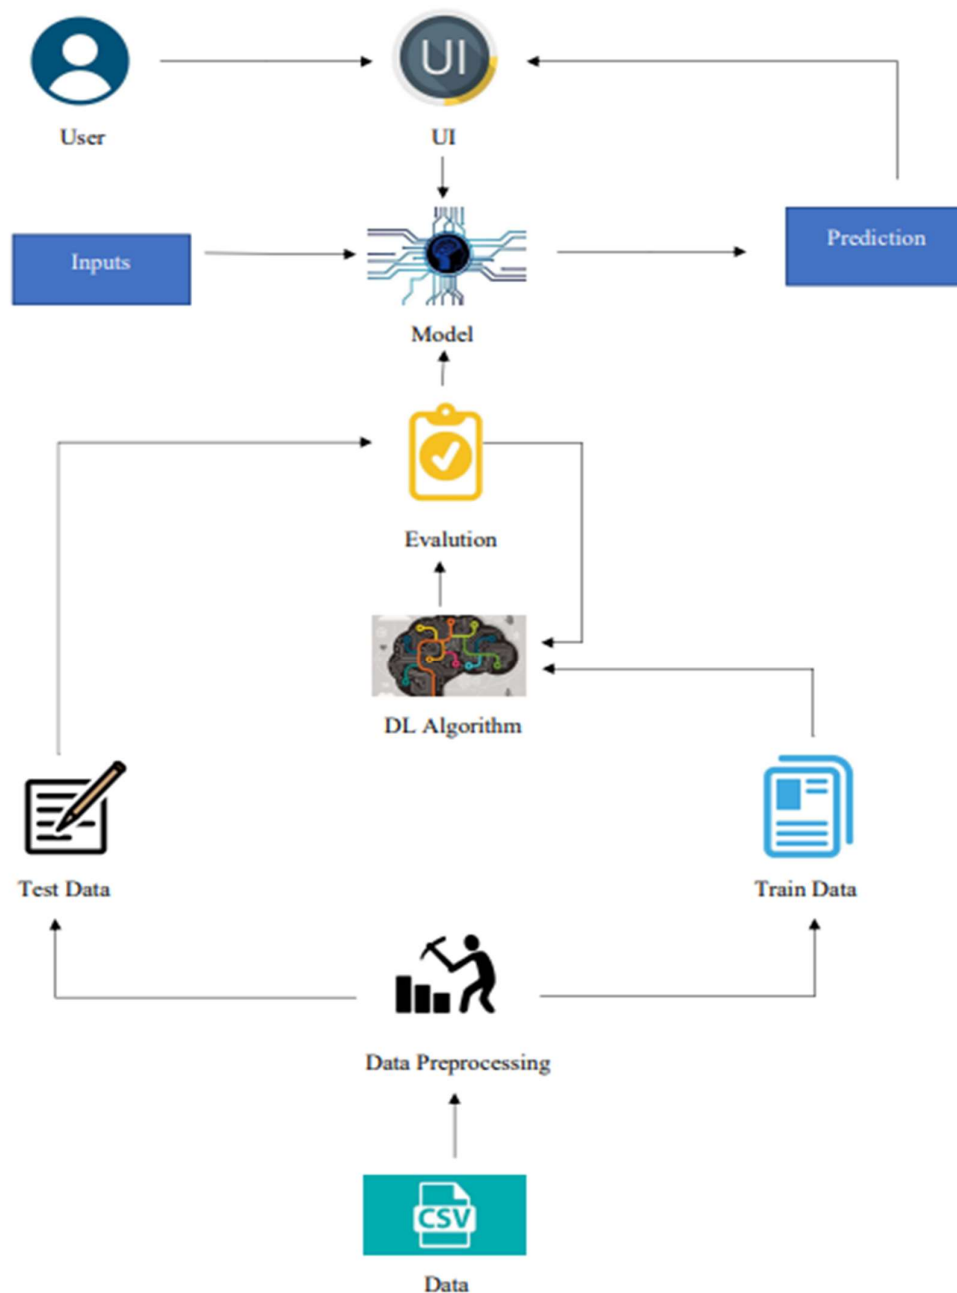 UI
User
UI
Inputs
Prediction
Model
Evalution
DL Algorithm
Test Data
Train Data
Data Preprocessing
CSV
Data